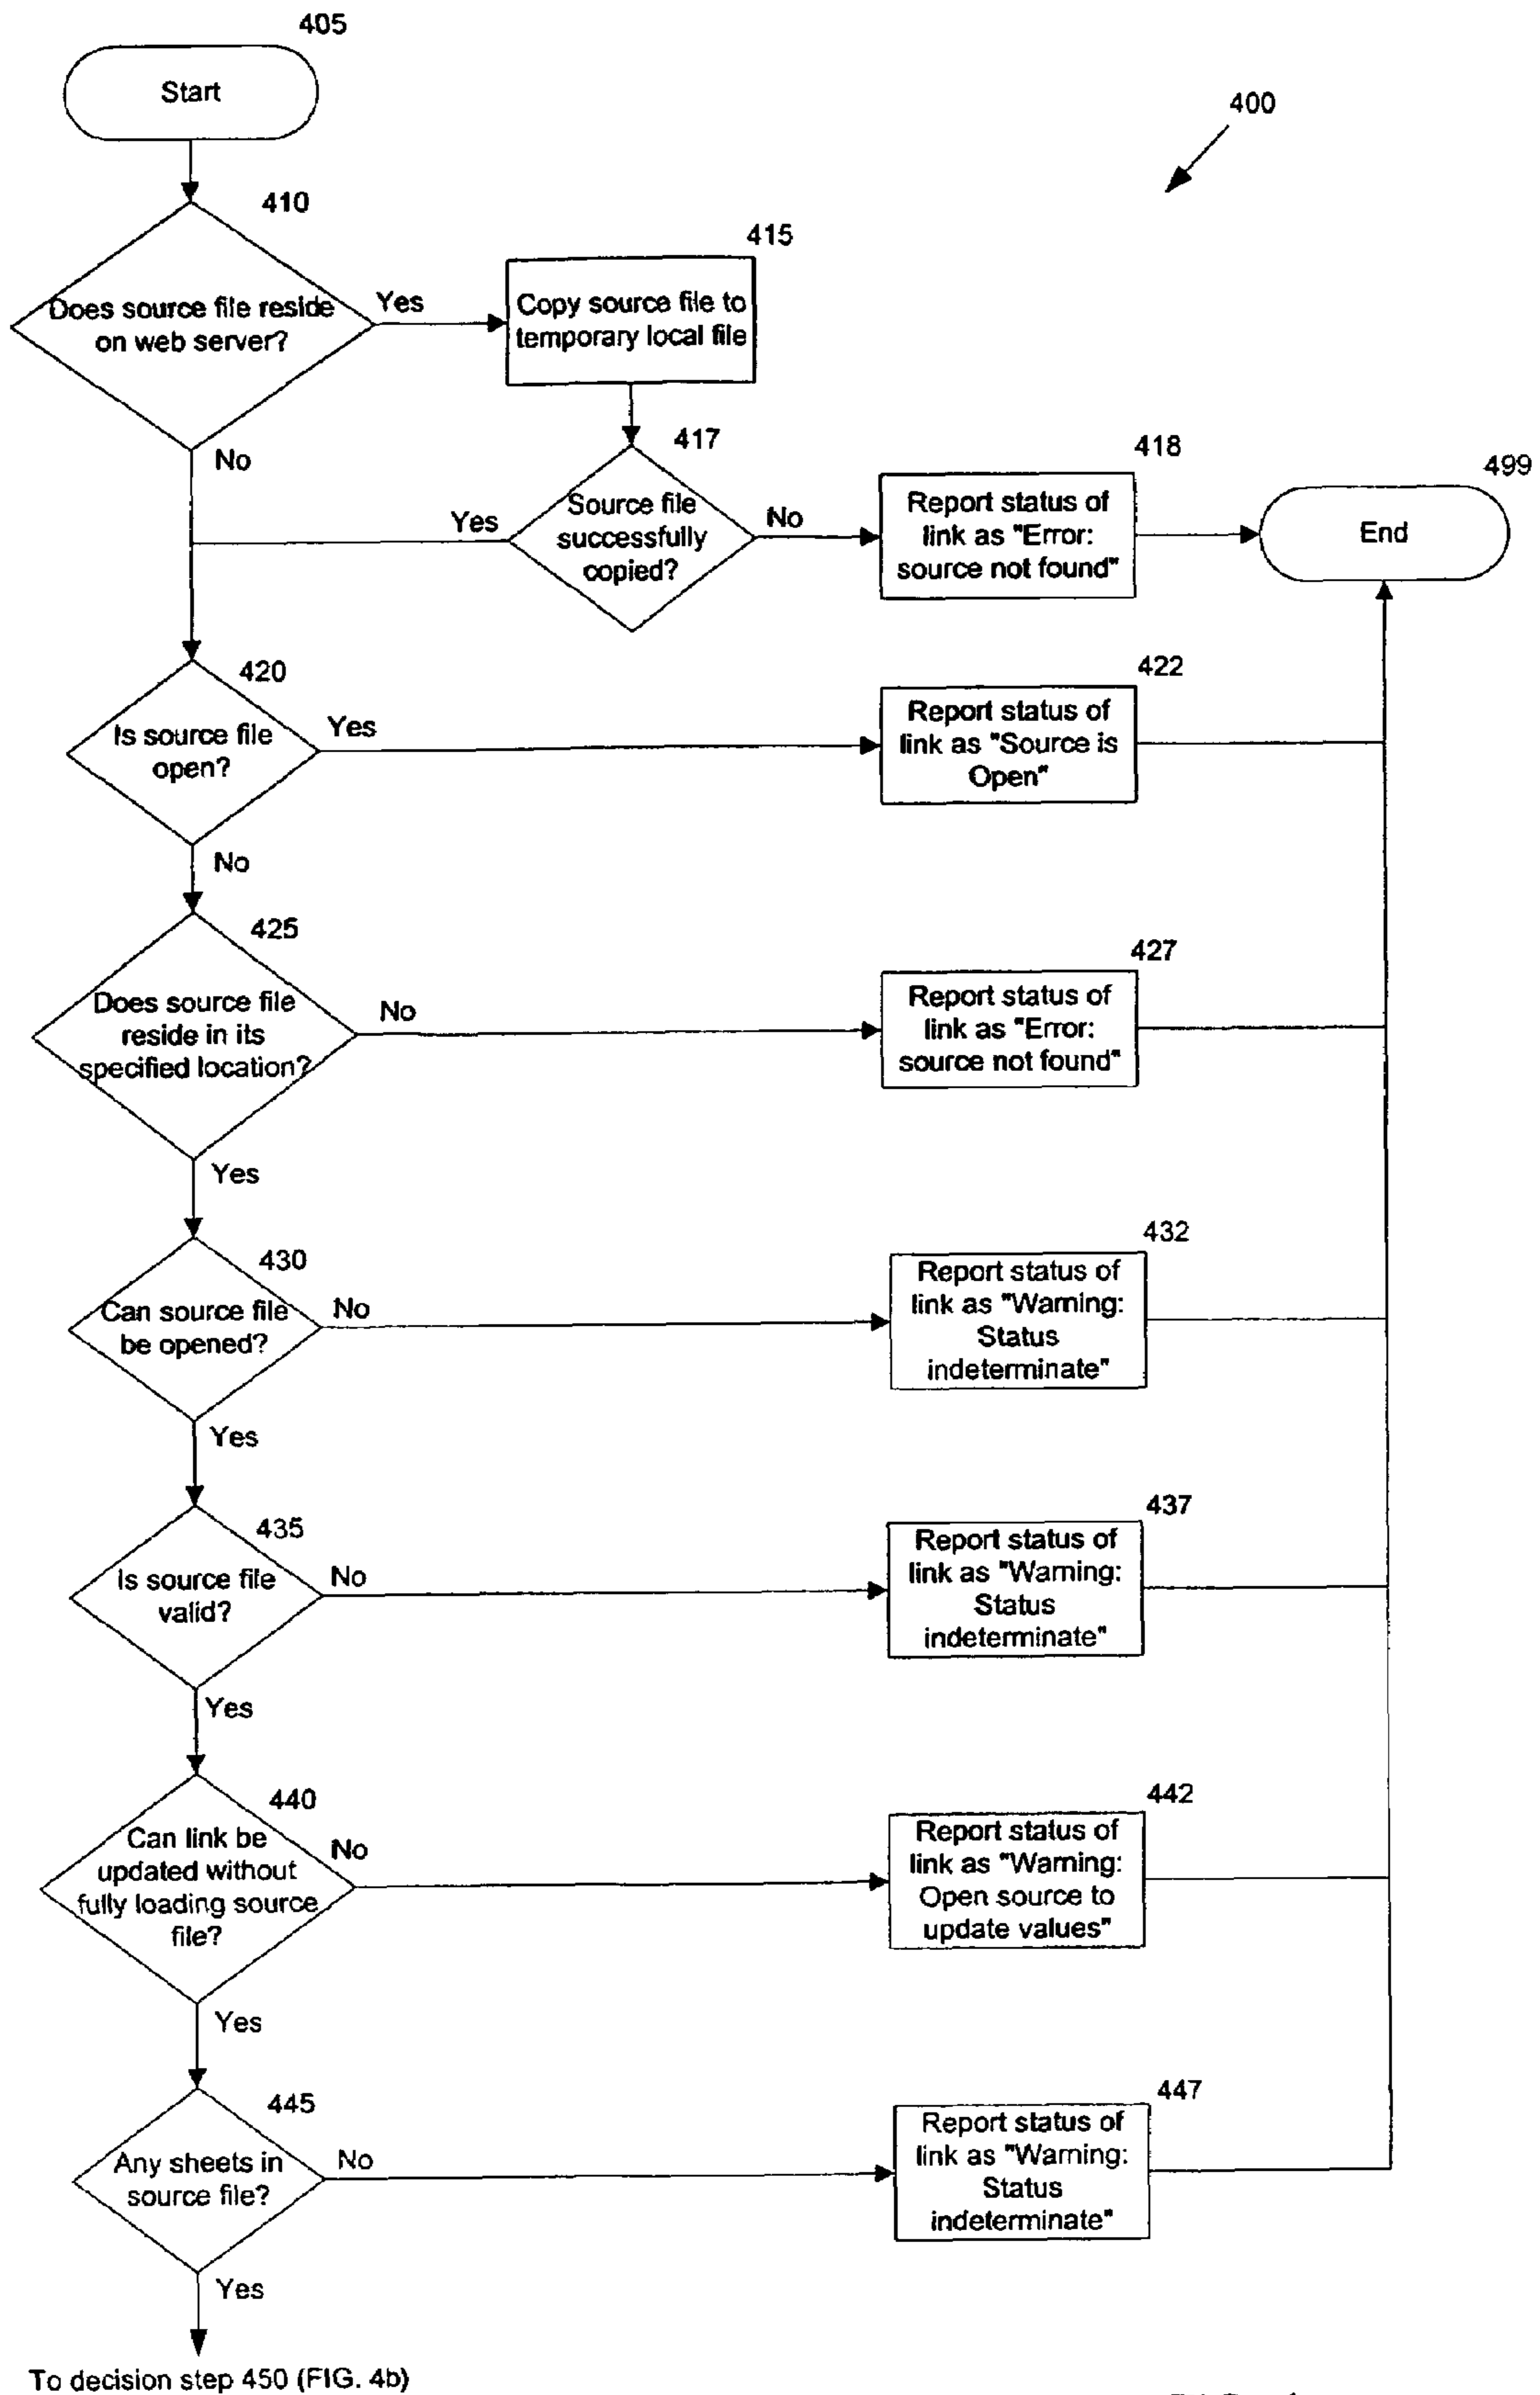 405
Start
400
410
Does source file reside
on web server?
Yes
415
Copy source file to
temporary local file
No
417
Source file
successfully
copied?
Yes
No
418
Report status of
link as "Error:
source not found"
499
End
420
Is source file
open?
Yes
422
Report status of
link as "Source is
Open"
No
425
Does source file
reside in its
specified location?
No
427
Report status of
link as "Error:
source not found"
Yes
430
Can source file
be opened?
No
432
Report status of
link as "Warning:
Status
indeterminate"
Yes
435
Is source file
valid?
No
437
Report status of
link as "Warning:
Status
indeterminate"
Yes
440
Can link be
updated without
fully loading source
file?
No
442
Report status of
link as "Warning:
Open source to
update values"
Yes
445
Any sheets in
source file?
No
447
Report status of
link as "Warning:
Status
indeterminate"
Yes
To decision step 450 (FIG. 4b)